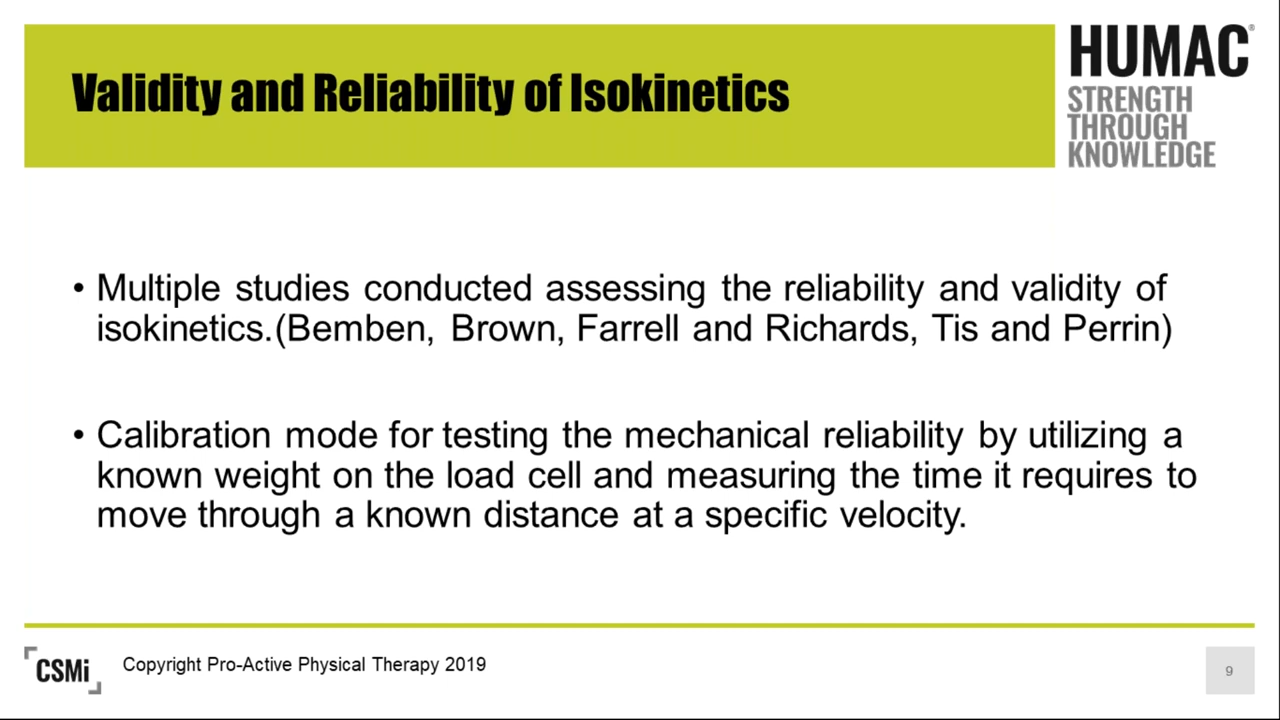 Validity and Reliability of Isokinetics
HUMAC®
STRENGTH
THROUGH
KNOWLEDGE
• Multiple studies conducted assessing the reliability and validity of
isokinetics.(Bemben, Brown, Farrell and Richards, Tis and Perrin)
• Calibration mode for testing the mechanical reliability by utilizing a
known weight on the load cell and measuring the time it requires to
move through a known distance at a specific velocity.
CSMi
Copyright Pro-Active Physical Therapy 2019
9